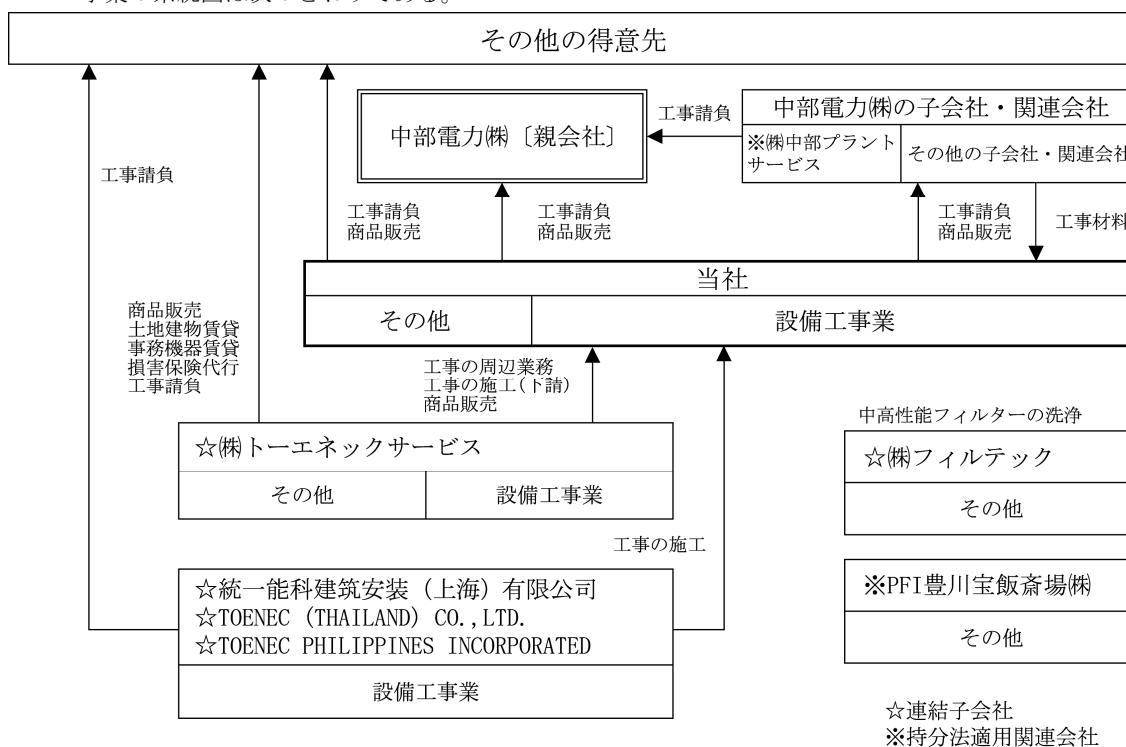 その他の得意先
中部電力㈱〔親会社〕
工事請負
中部電力㈱の子会社・関連会社
※㈱中部プラント
サービス
その他の子会社・関連会社
工事請負
工事請負
商品販売
工事請負
商品販売
工事請負
商品販売
工事材料
当社
その他
設備工事業
商品販売
土地建物賃貸
事務機器賃貸
損害保険代行
工事請負
工事の周辺業務
工事の施工(下請)
商品販売
☆㈱トーエネックサービス
その他
設備工事業
中高性能フィルターの洗浄
☆㈱フィルテック
その他
工事の施工
☆統一能科建筑安装（上海）有限公司
☆TOENEC (THAILAND) CO.,LTD.
☆TOENEC PHILIPPINES INCORPORATED
設備工事業
※PFI豊川宝飯斎場㈱
その他
☆連結子会社
※持分法適用関連会社